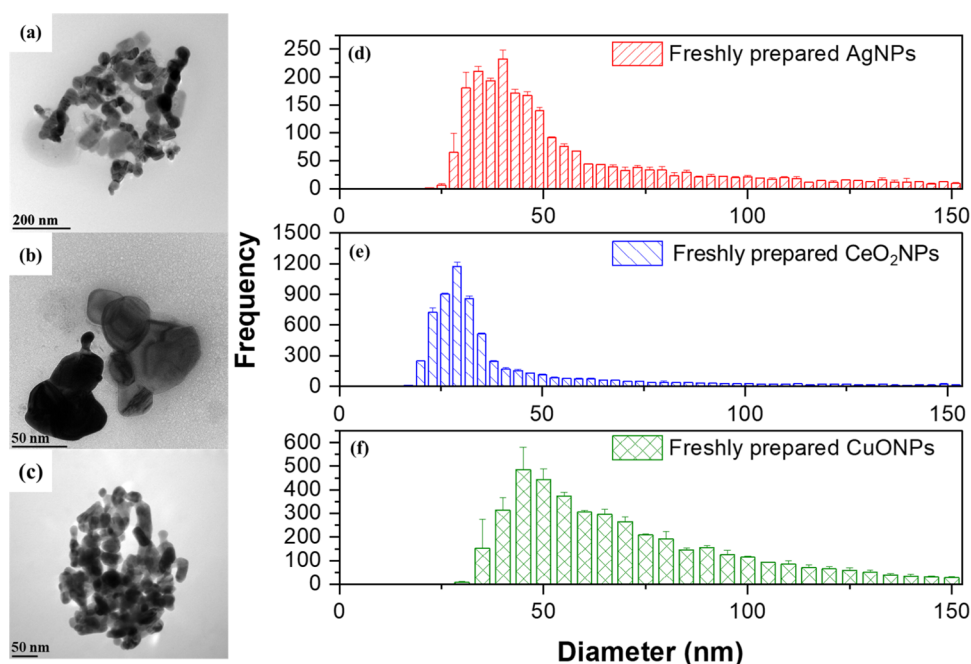 (a)
200 nm
(b)
50 nm
(c)
50 nm
Frequency
(d)
Freshly prepared AgNPs
250
200
150
100
50
0
0 50 100 150
(e)
Freshly prepared CeO₂NPs
1500
1200
900
600
300
0
0 50 100 150
(f)
Freshly prepared CuONPs
600
500
400
300
200
100
0
0 50 100 150
Diameter (nm)